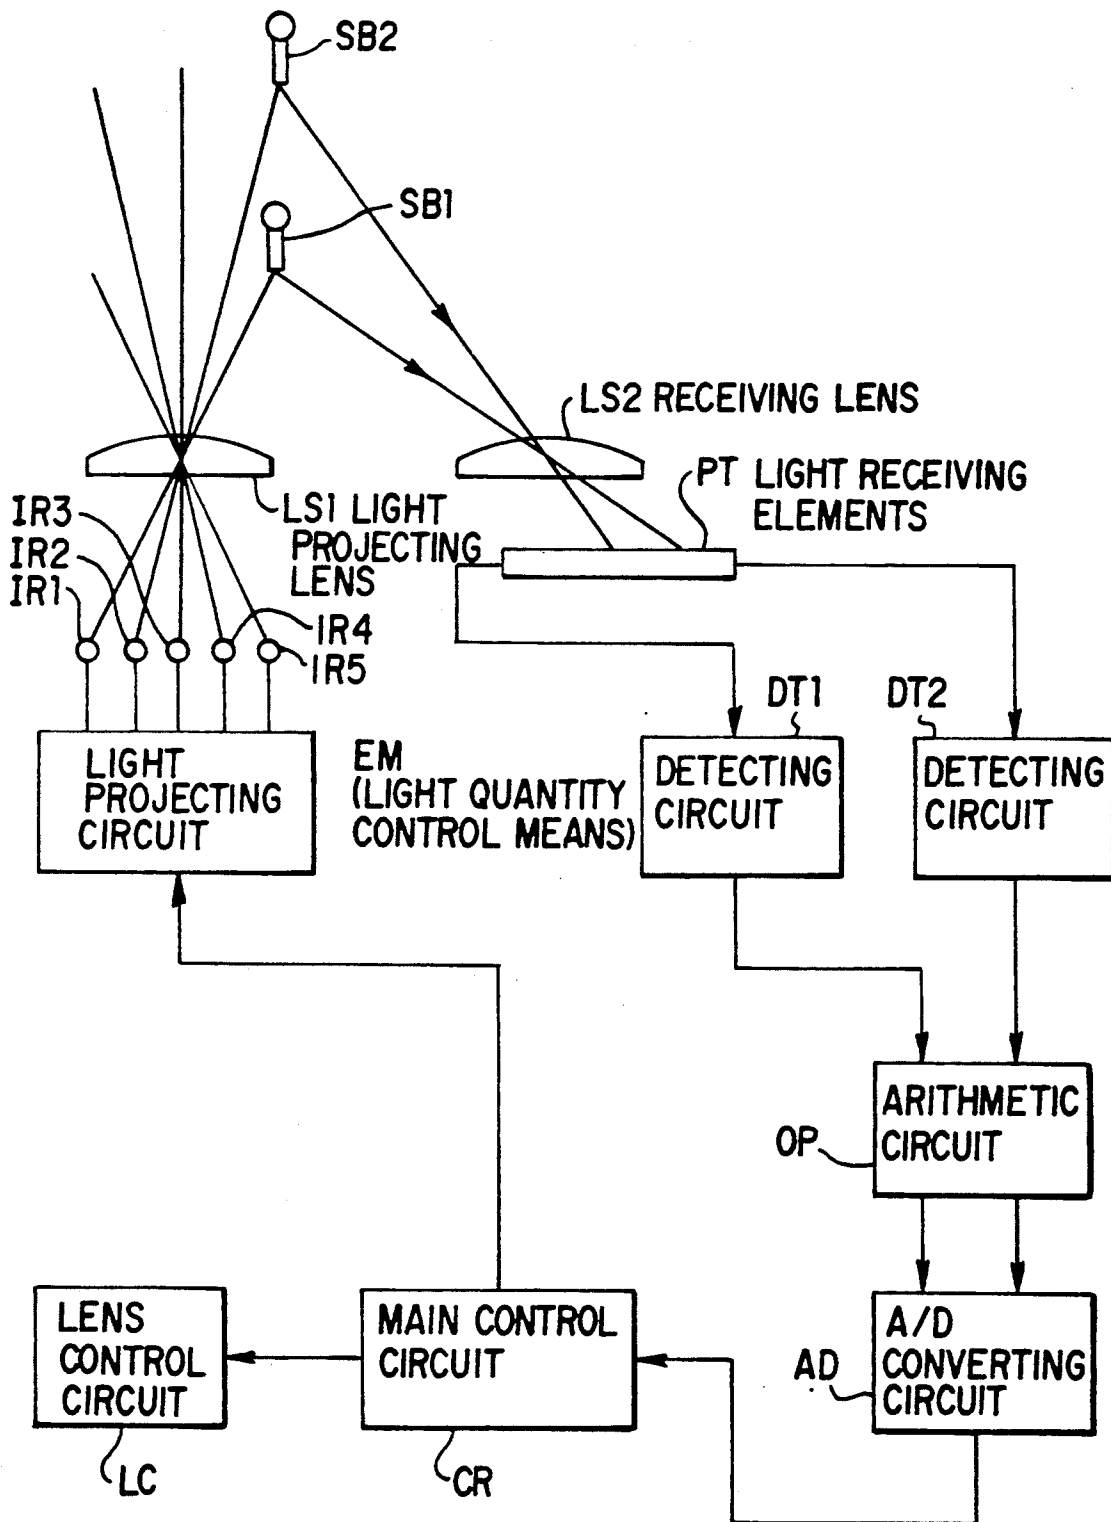 SB2
SB1
LS2 RECEIVING LENS
PT LIGHT RECEIVING
ELEMENTS
LS1 LIGHT
PROJECTING
LENS
IR3
IR2
IR1
IR4
IR5
LIGHT
PROJECTING
CIRCUIT
EM
(LIGHT QUANTITY
CONTROL MEANS)
DT1
DETECTING
CIRCUIT
DT2
DETECTING
CIRCUIT
ARITHMETIC
CIRCUIT
OP
LENS
CONTROL
CIRCUIT
LC
MAIN CONTROL
CIRCUIT
CR
A/D
CONVERTING
CIRCUIT
AD